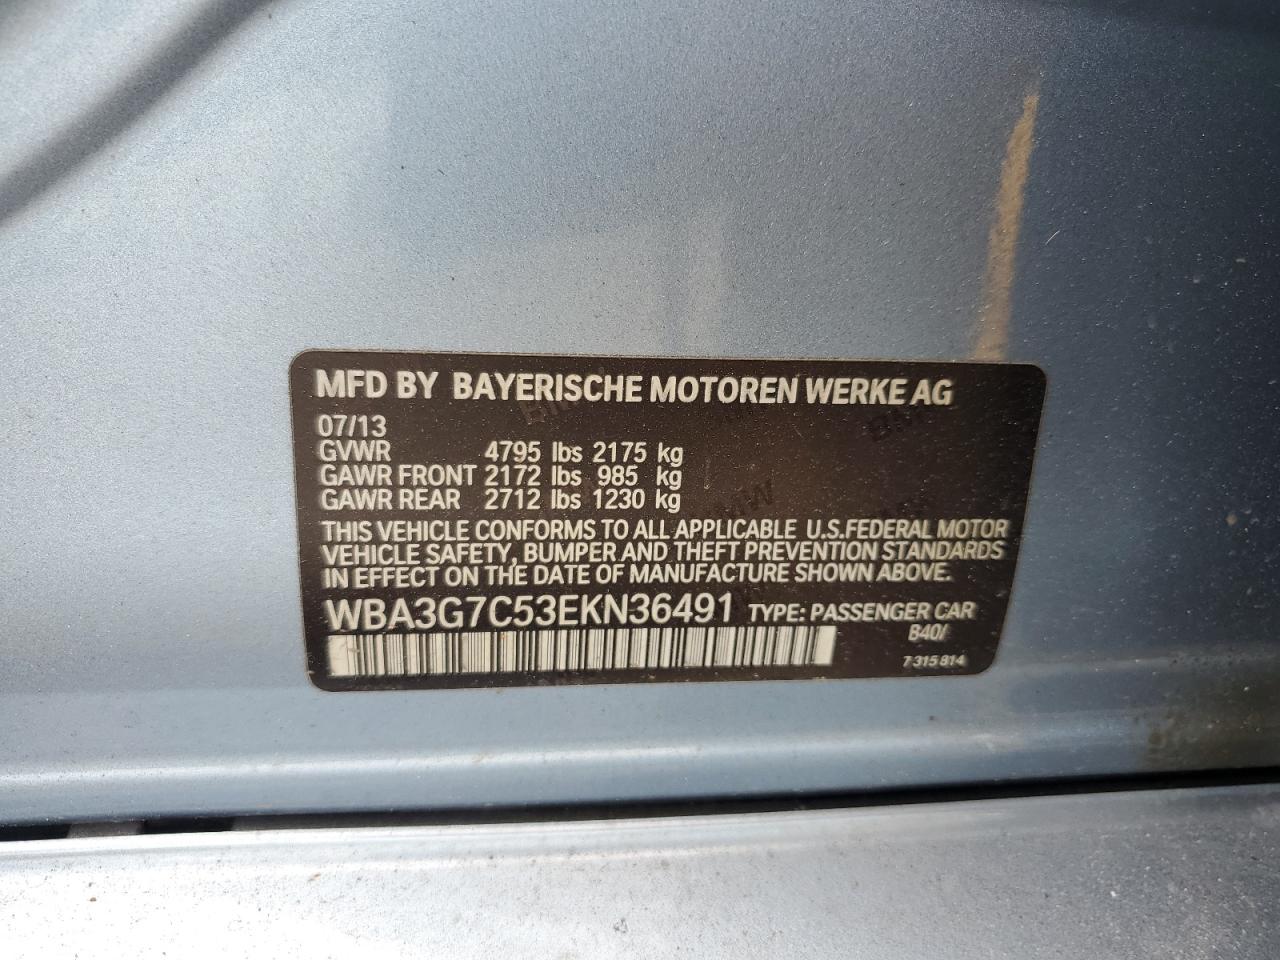 MFD BY BAYERISCHE MOTOREN WERKE AG
07/13
GVWR 4795 lbs 2175 kg
GAWR FRONT 2172 lbs 985 kg
GAWR REAR 2712 lbs 1230 kg
THIS VEHICLE CONFORMS TO ALL APPLICABLE U.S.FEDERAL MOTOR
VEHICLE SAFETY, BUMPER AND THEFT PREVENTION STANDARDS
IN EFFECT ON THE DATE OF MANUFACTURE SHOWN ABOVE.
WBA3G7C53EKN36491 TYPE: PASSENGER CAR
B40/
7 315 814